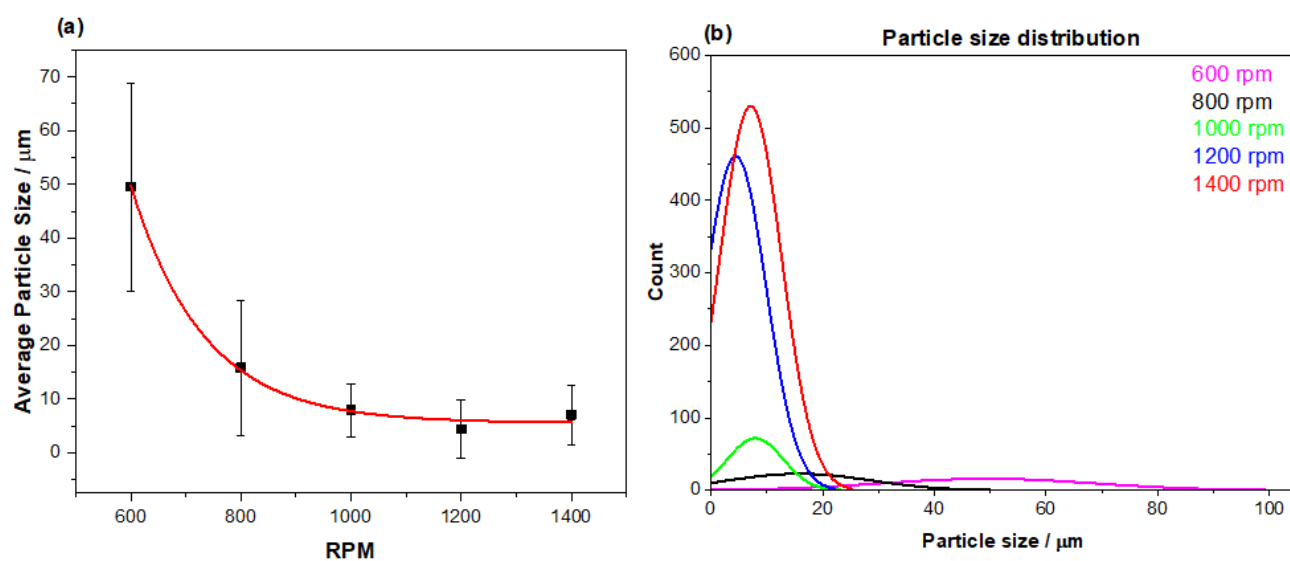 (a)
Average Particle Size / μm
70
60
50
40
30
20
10
0
600
800
1000
1200
1400
RPM
(b)
Particle size distribution
600 rpm
800 rpm
1000 rpm
1200 rpm
1400 rpm
Count
600
500
400
300
200
100
0
0
20
40
60
80
100
Particle size / μm